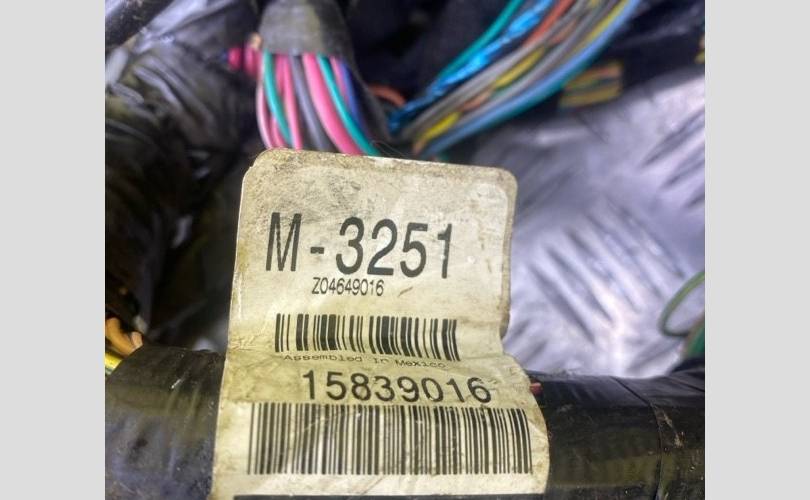 M-3251
Z04649016
Assembled in Mexico
15839016